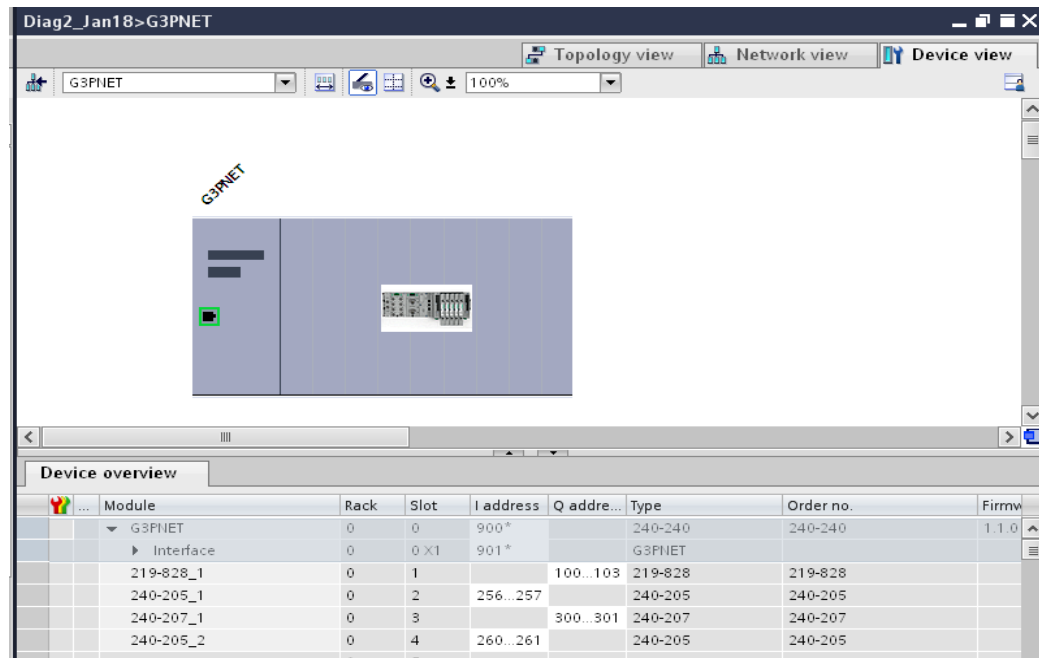 Diag2_Jan18>G3PNET
Topology view Network view Device view
G3PNET 100%
G3PNET
Device overview
... Module Rack Slot I address Q addre... Type Order no. Firmw
G3PNET 0 0 900* 240-240 240-240 1.1.0
Interface 0 0 X1 901* G3PNET
219-828_1 0 1 100...103 219-828 219-828
240-205_1 0 2 256...257 240-205 240-205
240-207_1 0 3 300...301 240-207 240-207
240-205_2 0 4 260...261 240-205 240-205